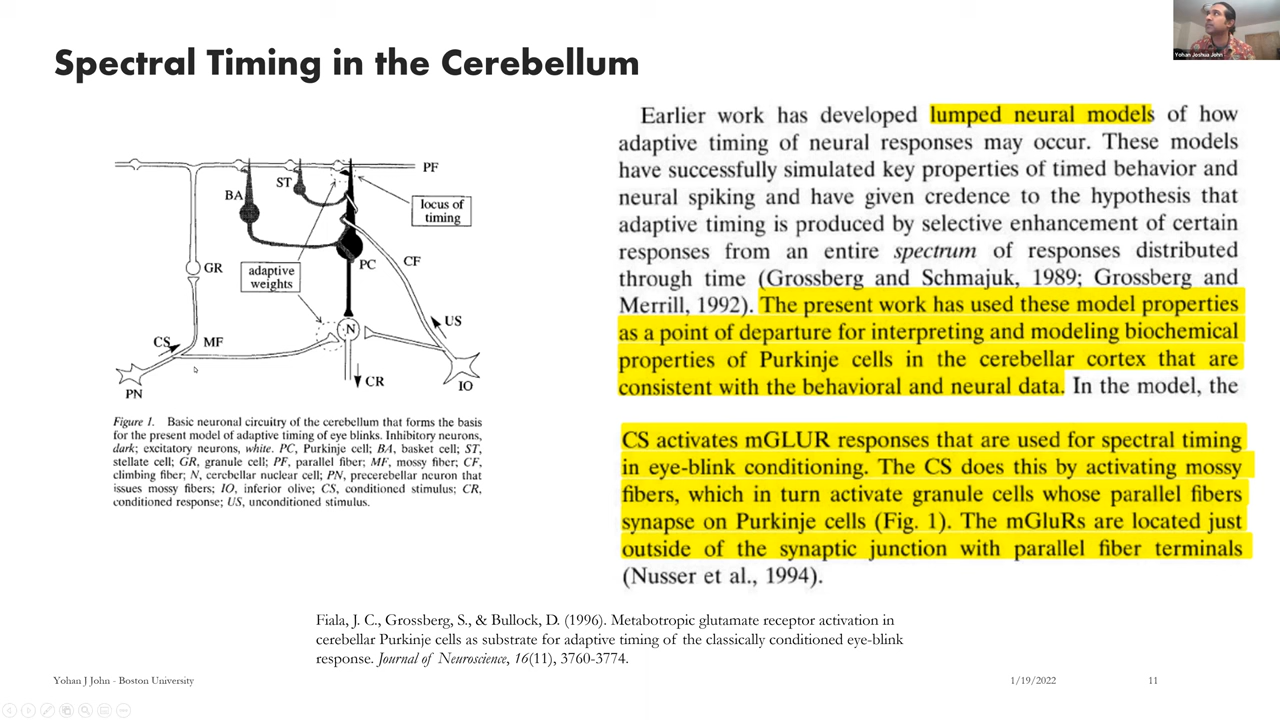 Yohan Joshua John
Spectral Timing in the Cerebellum
PF
ST
BA
locus of
timing
GR
adaptive
weights
PC
CF
N
US
CS
MF
CR
PN
IO
Figure 1. Basic neuronal circuitry of the cerebellum that forms the basis
for the present model of adaptive timing of eye blinks. Inhibitory neurons,
dark; excitatory neurons, white. PC, Purkinje cell; BA, basket cell; ST,
stellate cell; GR, granule cell; PF, parallel fiber; MF, mossy fiber; CF,
climbing fiber; N, cerebellar nuclear cell; PN, precerebellar neuron that
issues mossy fibers; IO, inferior olive; CS, conditioned stimulus; CR,
conditioned response; US, unconditioned stimulus.
Earlier work has developed lumped neural models of how
adaptive timing of neural responses may occur. These models
have successfully simulated key properties of timed behavior and
neural spiking and have given credence to the hypothesis that
adaptive timing is produced by selective enhancement of certain
responses from an entire spectrum of responses distributed
through time (Grossberg and Schmajuk, 1989; Grossberg and
Merrill, 1992). The present work has used these model properties
as a point of departure for interpreting and modeling biochemical
properties of Purkinje cells in the cerebellar cortex that are
consistent with the behavioral and neural data. In the model, the
CS activates mGLUR responses that are used for spectral timing
in eye-blink conditioning. The CS does this by activating mossy
fibers, which in turn activate granule cells whose parallel fibers
synapse on Purkinje cells (Fig. 1). The mGluRs are located just
outside of the synaptic junction with parallel fiber terminals
(Nusser et al., 1994).
Fiala, J. C., Grossberg, S., & Bullock, D. (1996). Metabotropic glutamate receptor activation in
cerebellar Purkinje cells as substrate for adaptive timing of the classically conditioned eye-blink
response. Journal of Neuroscience, 16(11), 3760-3774.
Yohan J John - Boston University
1/19/2022
11